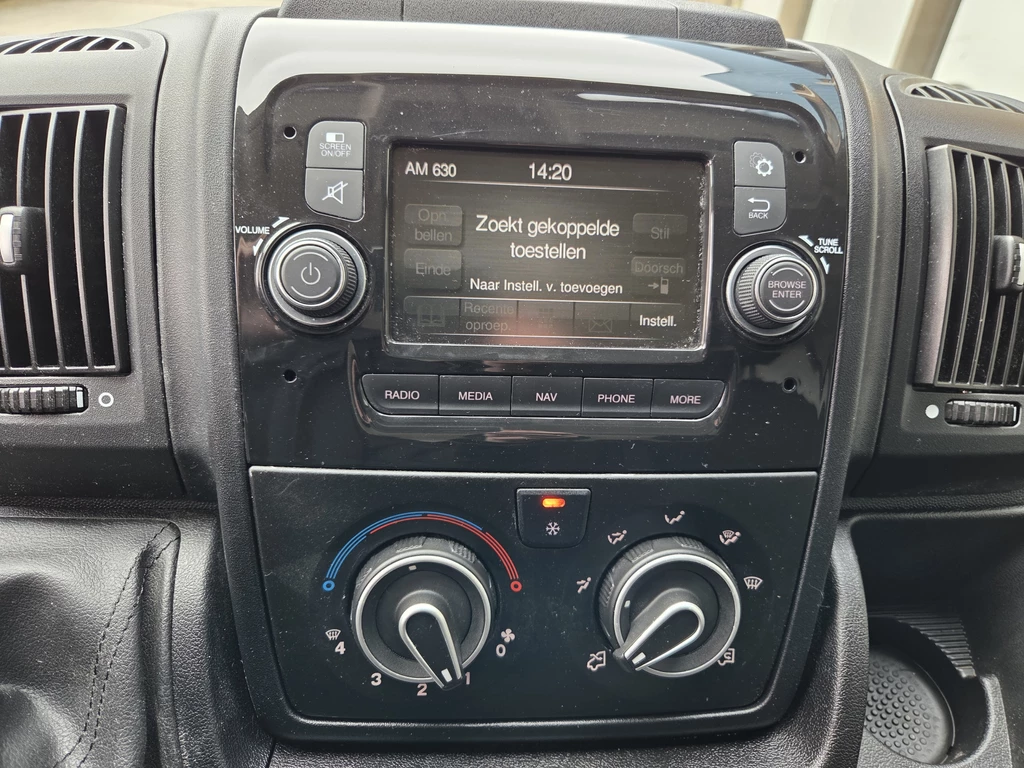 SCREEN
ON/OFF
AM 630
14:20
VOLUME
Opn
bellen
Zoekt gekoppelde
toestellen
Stil
BACK
TUNE
SCROLL
Einde
Doorsch
Naar Instell. v. toevoegen
BROWSE
ENTER
Recente
oproep.
Instell.
RADIO
MEDIA
NAV
PHONE
MORE
4
3
2
1
0